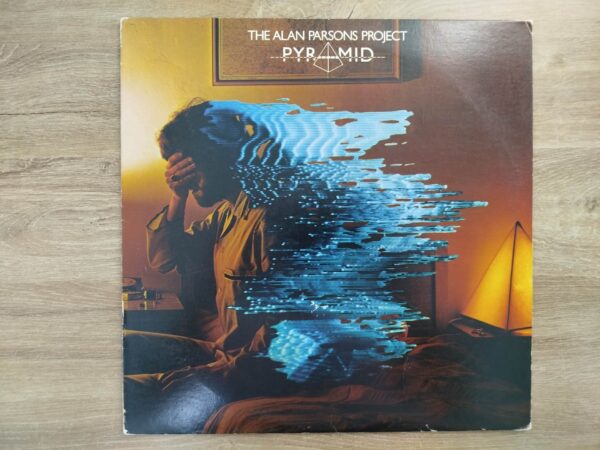 THE ALAN PARSONS PROJECT
PYRAMID